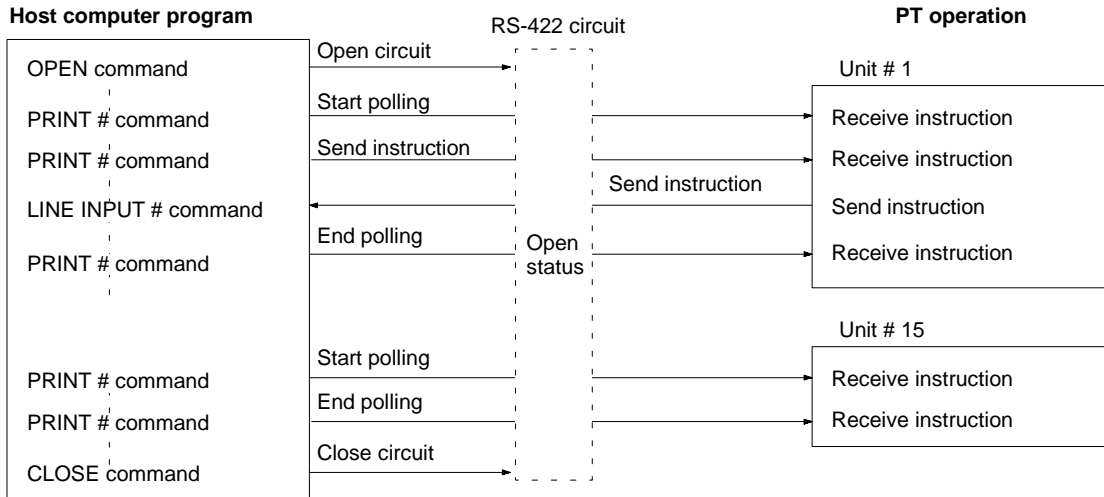 Host computer program
RS-422 circuit
PT operation
OPEN command
Open circuit
Unit # 1
PRINT # command
Start polling
Receive instruction
PRINT # command
Send instruction
Receive instruction
LINE INPUT # command
Send instruction
Send instruction
PRINT # command
End polling
Open
status
Receive instruction
Unit # 15
PRINT # command
Start polling
Receive instruction
PRINT # command
End polling
Receive instruction
CLOSE command
Close circuit